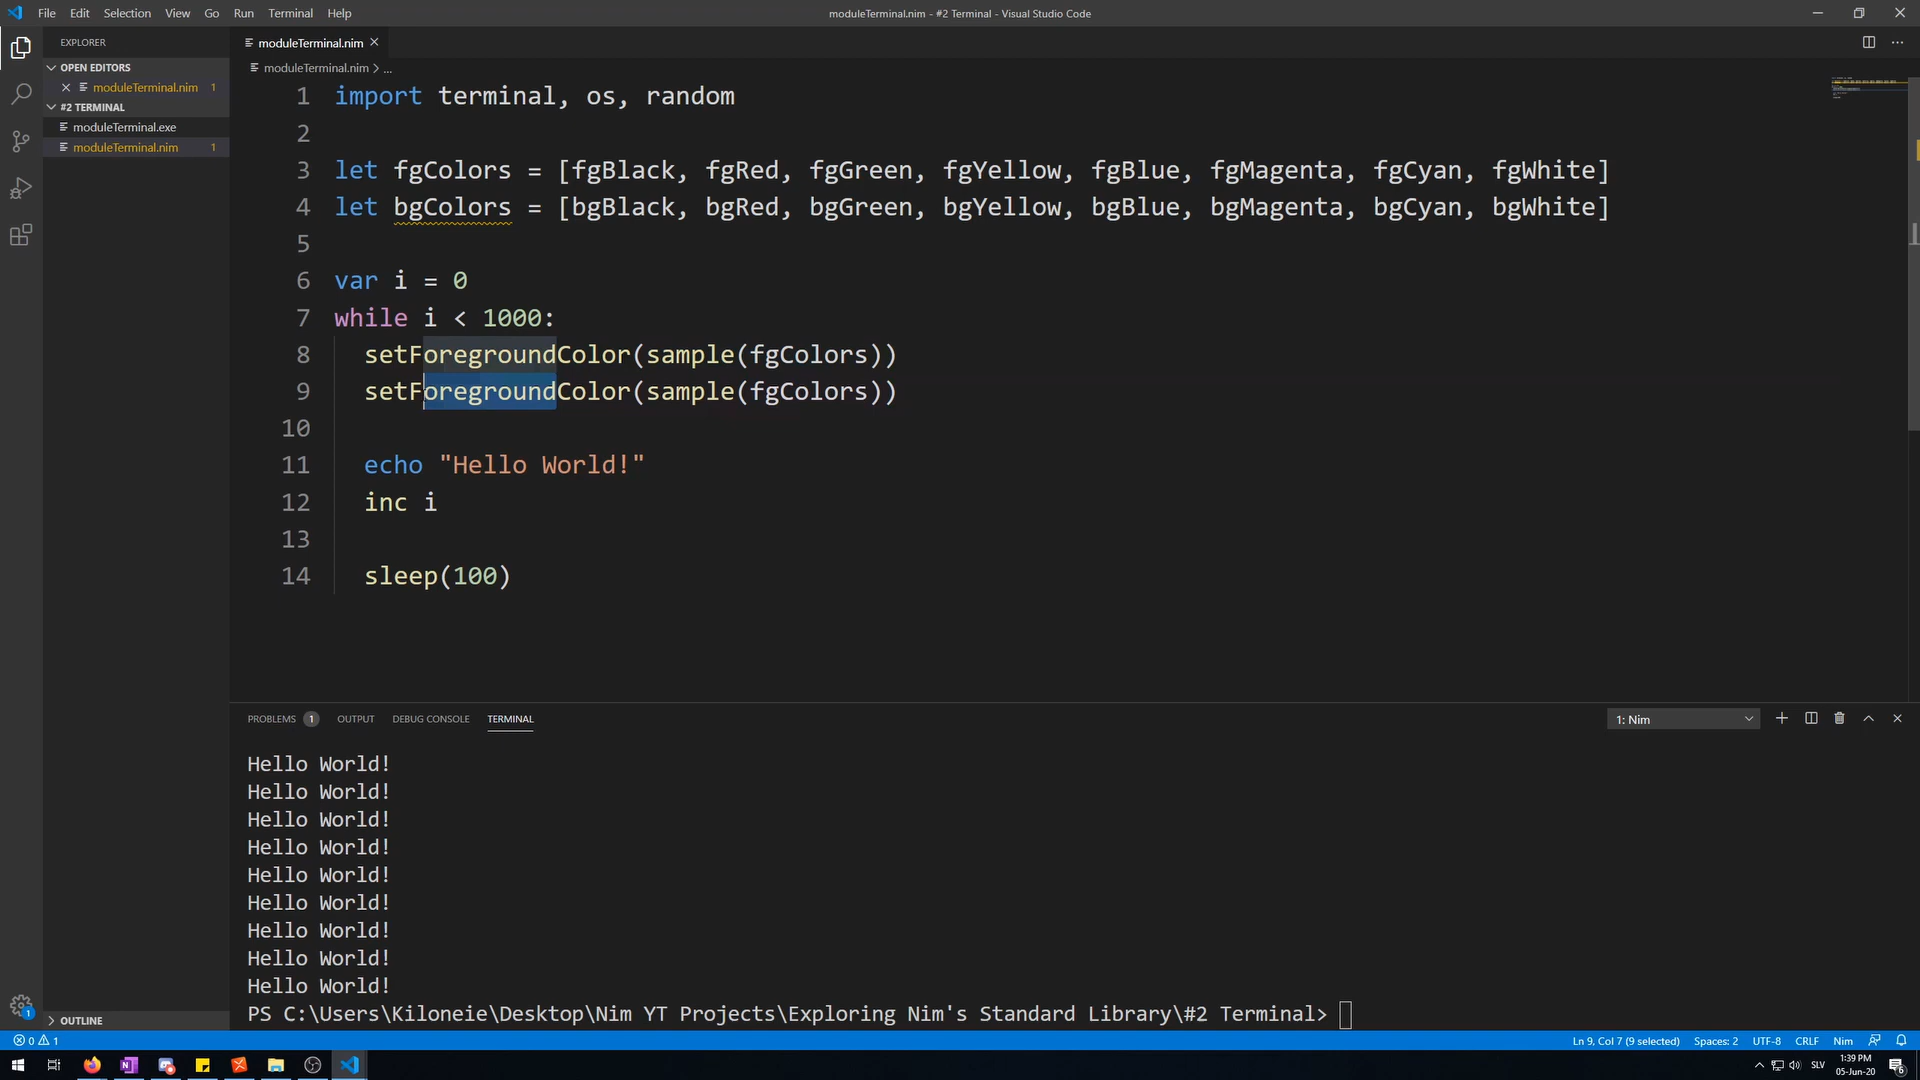 File Edit Selection View Go Run Terminal Help
moduleTerminal.nim - #2 Terminal - Visual Studio Code
EXPLORER
OPEN EDITORS
moduleTerminal.nim 1
#2 TERMINAL
moduleTerminal.exe
moduleTerminal.nim 1
OUTLINE
moduleTerminal.nim
moduleTerminal.nim > ...
1 import terminal, os, random
2
3 let fgColors = [fgBlack, fgRed, fgGreen, fgYellow, fgBlue, fgMagenta, fgCyan, fgWhite]
4 let bgColors = [bgBlack, bgRed, bgGreen, bgYellow, bgBlue, bgMagenta, bgCyan, bgWhite]
5
6 var i = 0
7 while i < 1000:
8 setForegroundColor(sample(fgColors))
9 setForegroundColor(sample(fgColors))
10
11 echo "Hello World!"
12 inc i
13
14 sleep(100)
PROBLEMS 1 OUTPUT DEBUG CONSOLE TERMINAL
1: Nim
Hello World!
Hello World!
Hello World!
Hello World!
Hello World!
Hello World!
Hello World!
Hello World!
Hello World!
PS C:\Users\Kiloneie\Desktop\Nim YT Projects\Exploring Nim's Standard Library\#2 Terminal>
1
0 1
Ln 9, Col 7 (9 selected) Spaces: 2 UTF-8 CRLF Nim
SLV
1:39 PM
05-Jun-20
6